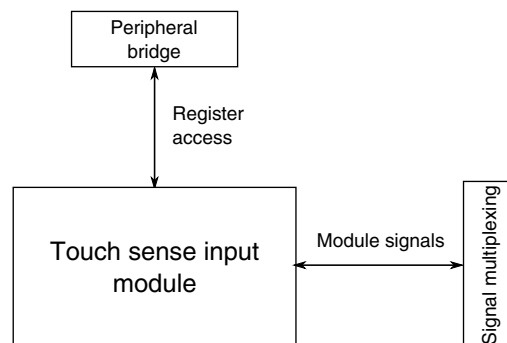 Peripheral
bridge
Register
access
Touch sense input
module
Module signals
Signal multiplexing